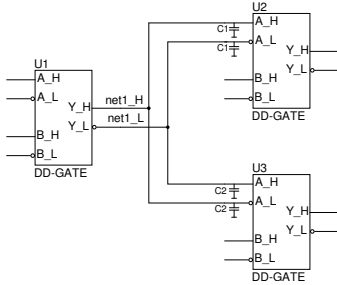 U2
A_H
C1
A_L
C1
Y_H
Y_L
B_H
B_L
DD-GATE
U1
A_H
A_L
Y_H
net1_H
Y_L
net1_L
B_H
B_L
DD-GATE
U3
A_H
C2
A_L
C2
Y_H
Y_L
B_H
B_L
DD-GATE